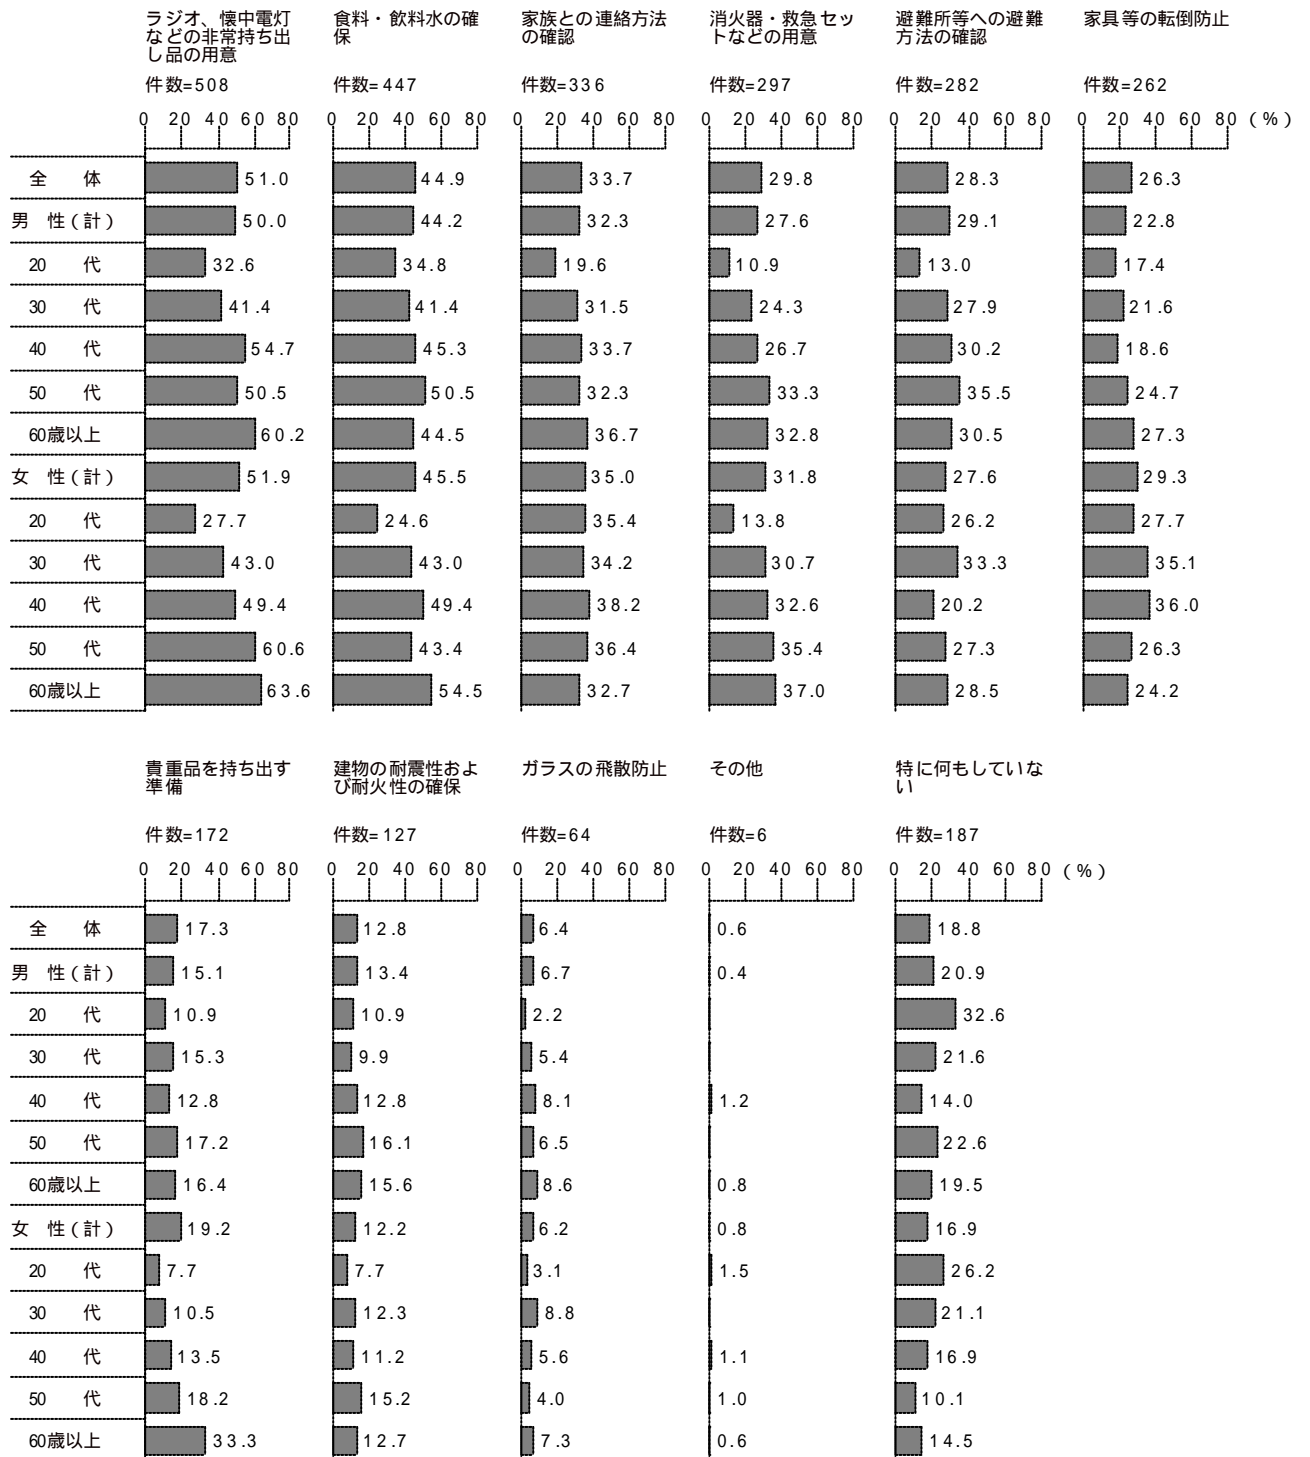 ラジオ、懐中電灯 食料・飲料水の確 家族との連絡方法 消火器・救急セッ 避難所等への避難 家具等の転倒防止
などの非常持ち出 保 の確認 トなどの用意 方法の確認
し品の用意
件数=508 件数=447 件数=336 件数=297 件数=282 件数=262
0 20 40 60 80 0 20 40 60 80 0 20 40 60 80 0 20 40 60 80 0 20 40 60 80 0 20 40 60 80 (%)
全 体 51.0 44.9 33.7 29.8 28.3 26.3
男 性(計) 50.0 44.2 32.3 27.6 29.1 22.8
20 代 32.6 34.8 19.6 10.9 13.0 17.4
30 代 41.4 41.4 31.5 24.3 27.9 21.6
40 代 54.7 45.3 33.7 26.7 30.2 18.6
50 代 50.5 50.5 32.3 33.3 35.5 24.7
60歳以上 60.2 44.5 36.7 32.8 30.5 27.3
女 性(計) 51.9 45.5 35.0 31.8 27.6 29.3
20 代 27.7 24.6 35.4 13.8 26.2 27.7
30 代 43.0 43.0 34.2 30.7 33.3 35.1
40 代 49.4 49.4 38.2 32.6 20.2 36.0
50 代 60.6 43.4 36.4 35.4 27.3 26.3
60歳以上 63.6 54.5 32.7 37.0 28.5 24.2
貴重品を持ち出す 建物の耐震性およ ガラスの飛散防止 その他 特に何もしていな
準備 び耐火性の確保 い
件数=172 件数=127 件数=64 件数=6 件数=187
0 20 40 60 80 0 20 40 60 80 0 20 40 60 80 0 20 40 60 80 0 20 40 60 80 (%)
全 体 17.3 12.8 6.4 0.6 18.8
男 性(計) 15.1 13.4 6.7 0.4 20.9
20 代 10.9 10.9 2.2 32.6
30 代 15.3 9.9 5.4 21.6
40 代 12.8 12.8 8.1 1.2 14.0
50 代 17.2 16.1 6.5 22.6
60歳以上 16.4 15.6 8.6 0.8 19.5
女 性(計) 19.2 12.2 6.2 0.8 16.9
20 代 7.7 7.7 3.1 1.5 26.2
30 代 10.5 12.3 8.8 21.1
40 代 13.5 11.2 5.6 1.1 16.9
50 代 18.2 15.2 4.0 1.0 10.1
60歳以上 33.3 12.7 7.3 0.6 14.5